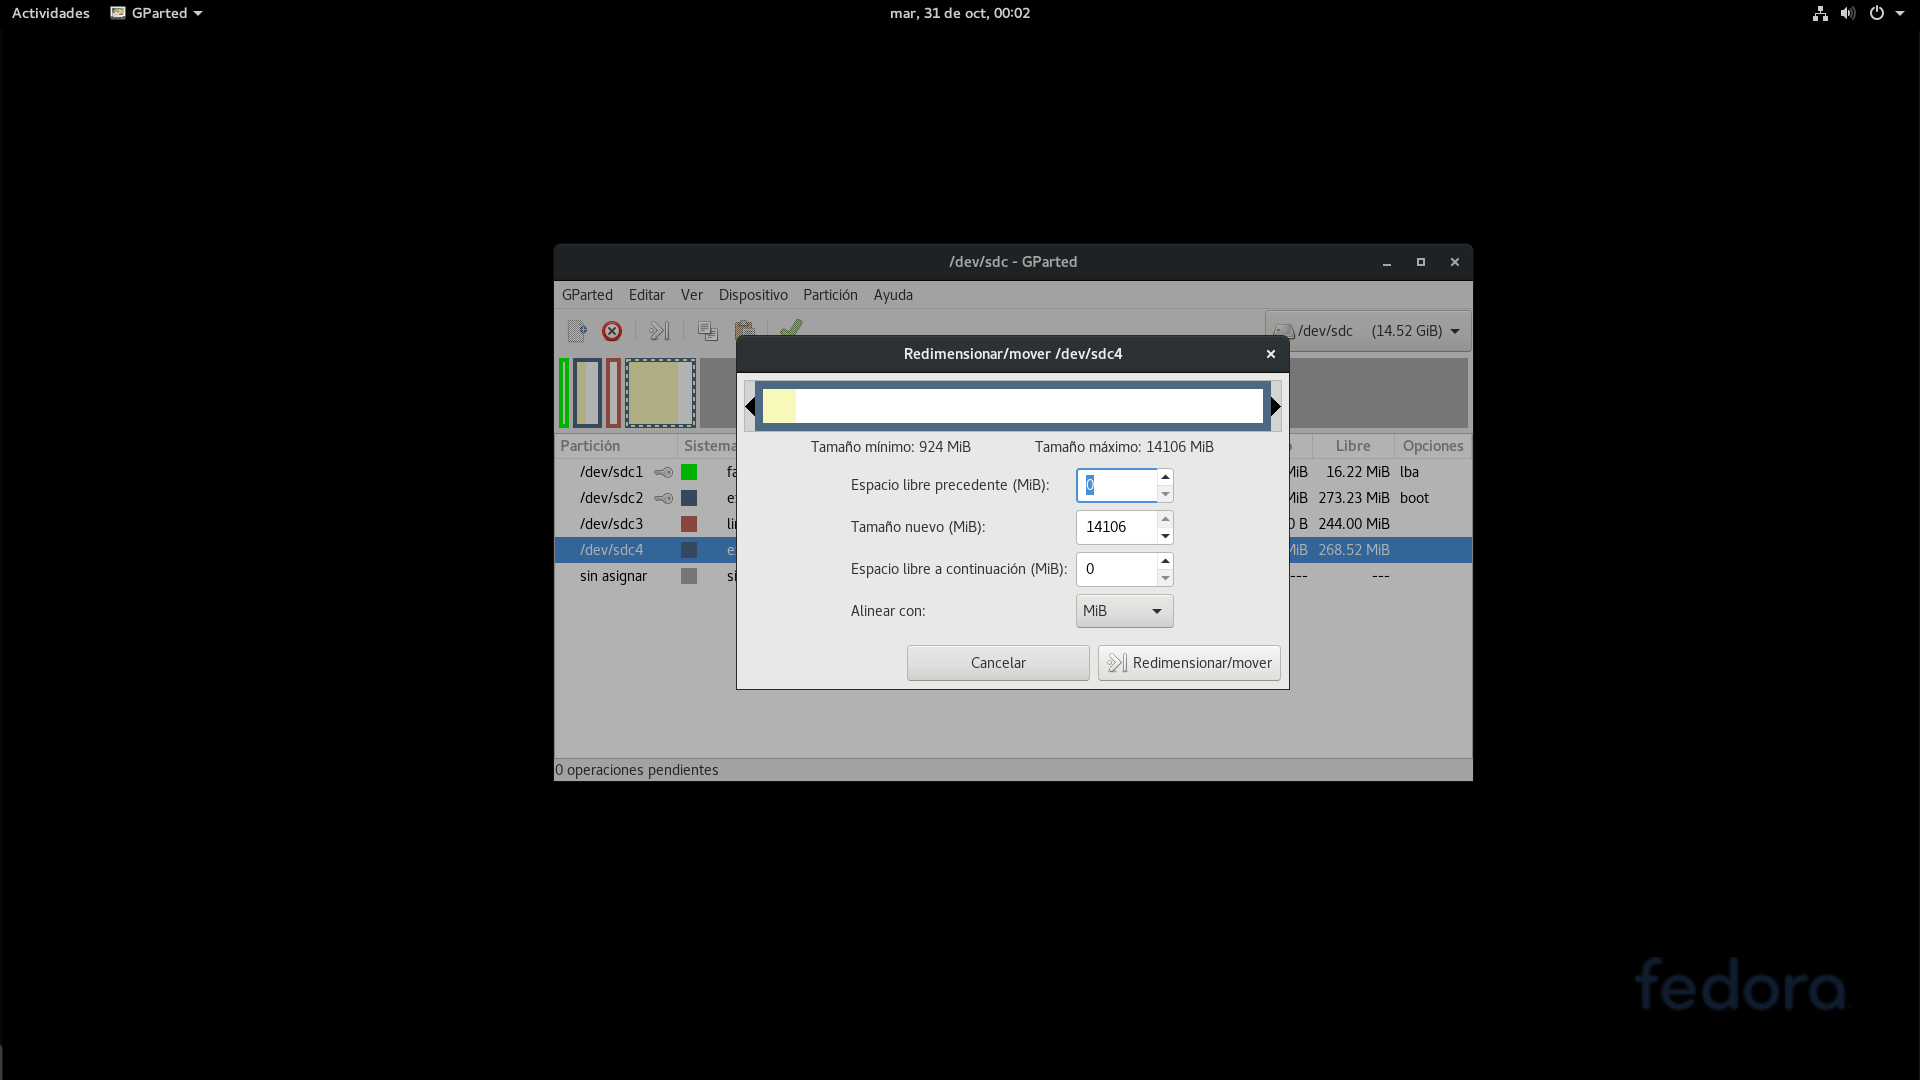 Actividades GParted mar, 31 de oct, 00:02
/dev/sdc - GParted
GParted Editar Ver Dispositivo Partición Ayuda
/dev/sdc (14.52 GiB)
Redimensionar/mover /dev/sdc4
Tamaño mínimo: 924 MiB Tamaño máximo: 14106 MiB
Espacio libre precedente (MiB): 0
Tamaño nuevo (MiB): 14106
Espacio libre a continuación (MiB): 0
Alinear con: MiB
Cancelar Redimensionar/mover
Partición Sistema Libre Opciones
/dev/sdc1 fa MiB 16.22 MiB lba
/dev/sdc2 e MiB 273.23 MiB boot
/dev/sdc3 li 0 B 244.00 MiB
/dev/sdc4 e MiB 268.52 MiB
sin asignar si --- ---
0 operaciones pendientes
fedora